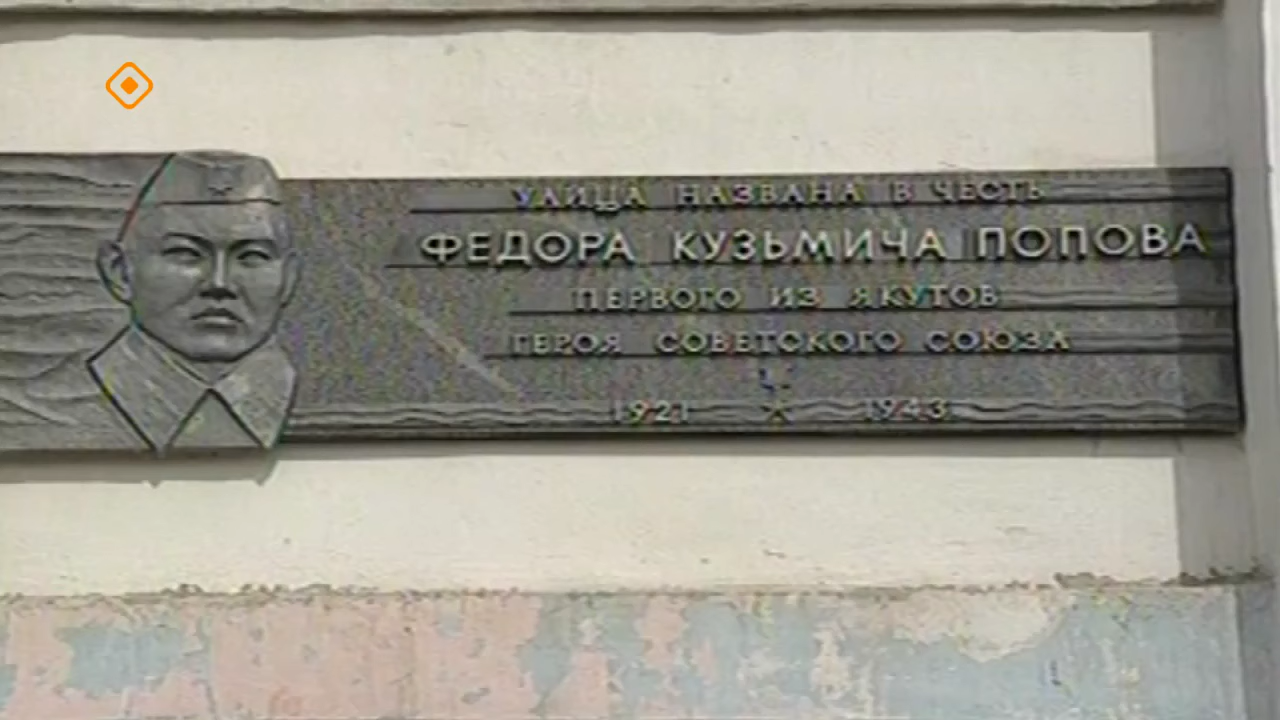 УЛИЦА НАЗВАНА В ЧЕСТЬ
ФЕДОРА КУЗЬМИЧА ПОПОВА
ПЕРВОГО ИЗ ЯКУТОВ
ГЕРОЯ СОВЕТСКОГО СОЮЗА
1921 1943